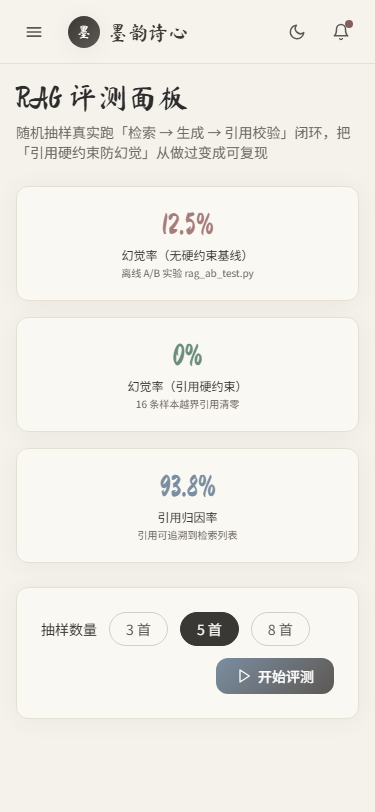 墨
墨韵诗心
RAG 评测面板
随机抽样真实跑「检索 → 生成 → 引用校验」闭环，把
「引用硬约束防幻觉」从做过变成可复现
12.5%
幻觉率（无硬约束基线）
离线 A/B 实验 rag_ab_test.py
0%
幻觉率（引用硬约束）
16 条样本越界引用清零
93.8%
引用归因率
引用可追溯到检索列表
抽样数量 3 首 5 首 8 首
开始评测